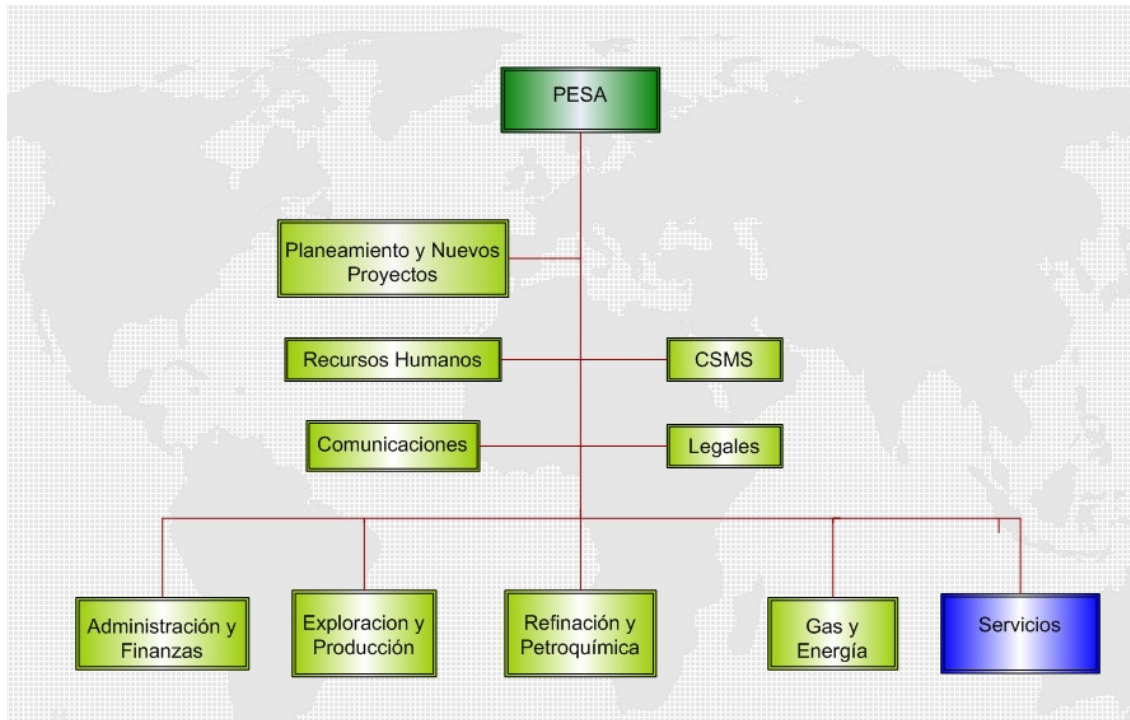 PESA
Planeamiento y Nuevos
Proyectos
Recursos Humanos
CSMS
Comunicaciones
Legales
Administración y
Finanzas
Exploracion y
Producción
Refinación y
Petroquímica
Gas y
Energía
Servicios